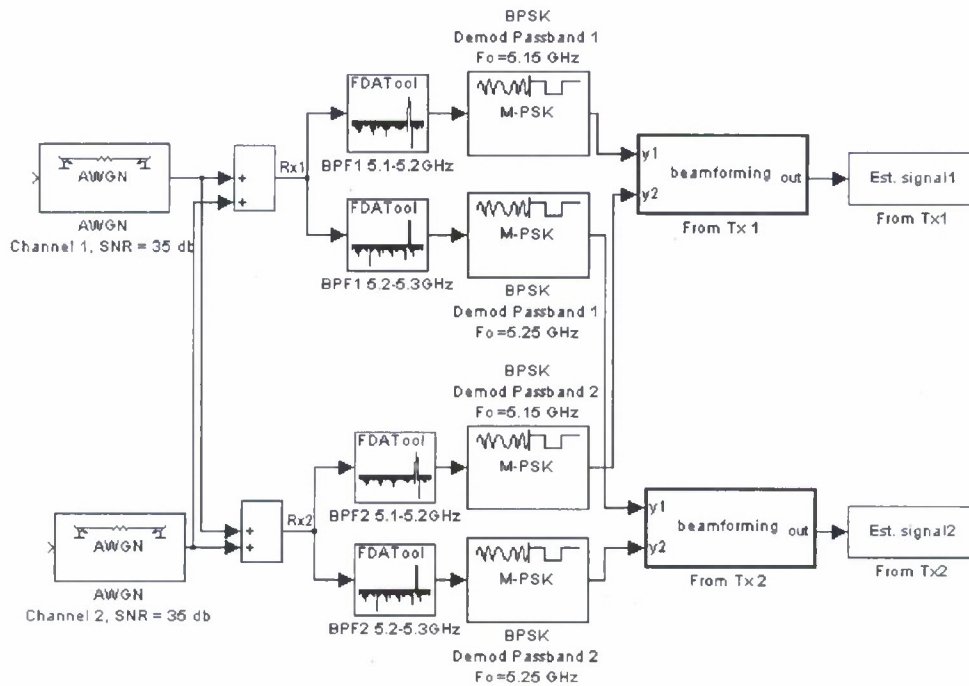 BPSK
Demod Passband 1
Fo=5.15 GHz
FDATool
M-PSK
BPF1 5.1-5.2GHz
AWGN
AWGN
Channel 1, SNR = 35 db
+
+
Rx1
y1
y2
beamforming
out
From Tx 1
Est. signal1
From Tx1
FDATool
M-PSK
BPF1 5.2-5.3GHz
BPSK
Demod Passband 1
Fo=5.25 GHz
BPSK
Demod Passband 2
Fo=5.15 GHz
FDATool
M-PSK
BPF2 5.1-5.2GHz
AWGN
AWGN
Channel 2, SNR = 35 db
+
+
Rx2
y1
y2
beamforming
out
From Tx 2
Est. signal2
From Tx2
FDATool
M-PSK
BPF2 5.2-5.3GHz
BPSK
Demod Passband 2
Fo=5.25 GHz